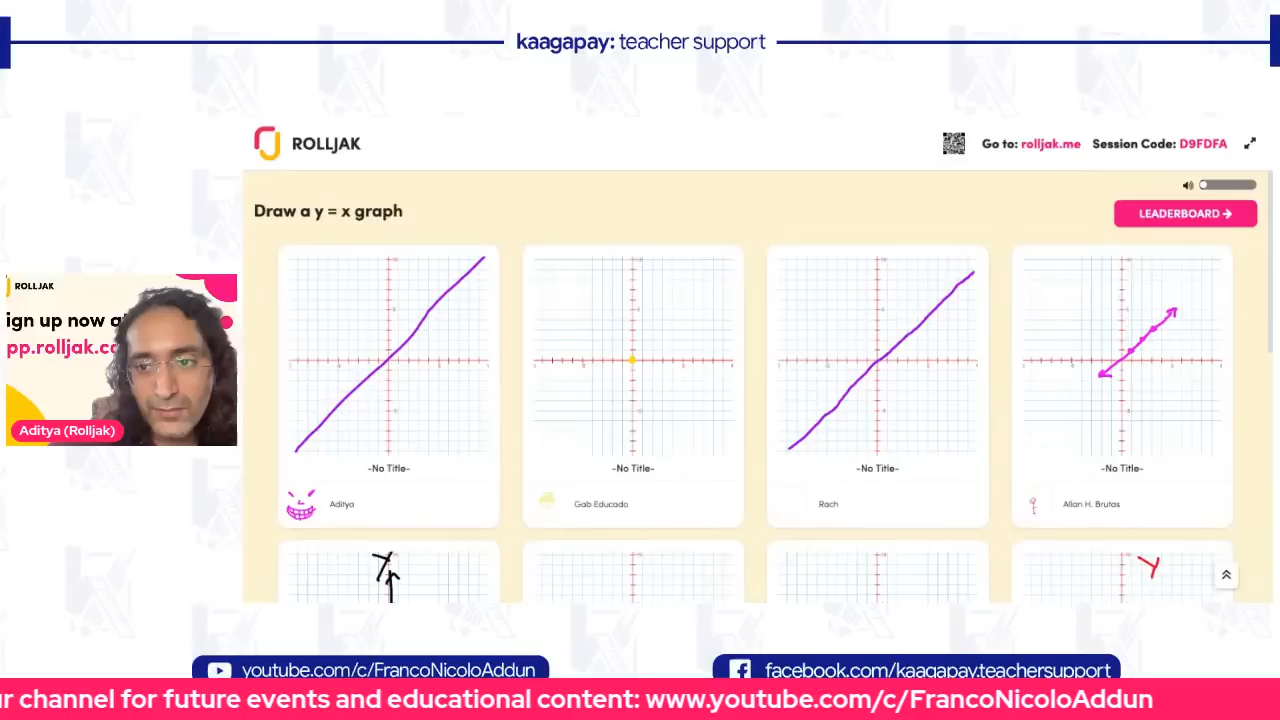 kaagapay: teacher support
ROLLJAK
Go to: rolljak.me Session Code: D9FDFA
Draw a y = x graph
LEADERBOARD →
ROLLJAK
ign up now a
pp.rolljak.cc
Aditya (Rolljak)
-No Title-
-No Title-
-No Title-
-No Title-
Aditya
Gab Educado
Rach
Allan H. Brutas
Y
Y
youtube.com/c/FrancoNicoloAddun
facebook.com/kaagapay.teachersupport
ur channel for future events and educational content: www.youtube.com/c/FrancoNicoloAddun